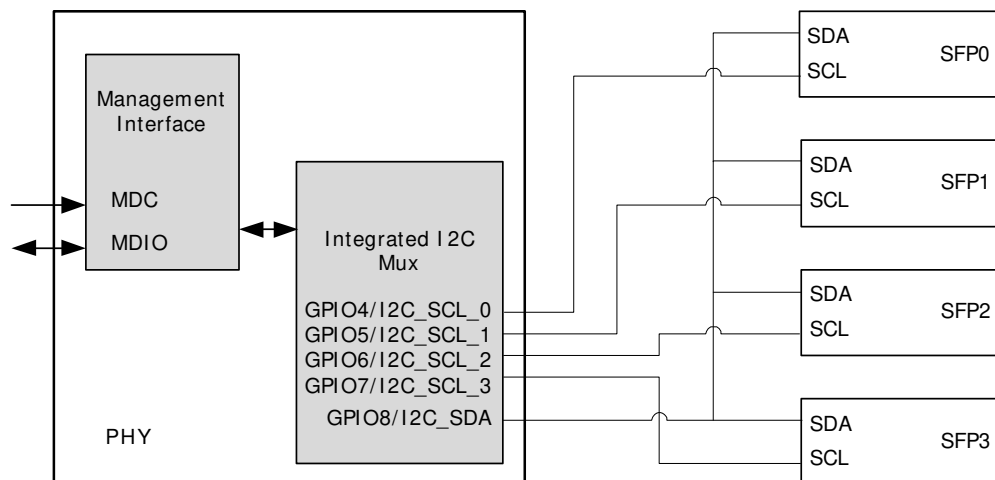 Management
Interface
MDC
MDIO
PHY
Integrated I2C
Mux
GPIO4/I2C_SCL_0
GPIO5/I2C_SCL_1
GPIO6/I2C_SCL_2
GPIO7/I2C_SCL_3
GPIO8/I2C_SDA
SDA
SCL
SFP0
SDA
SCL
SFP1
SDA
SCL
SFP2
SDA
SCL
SFP3